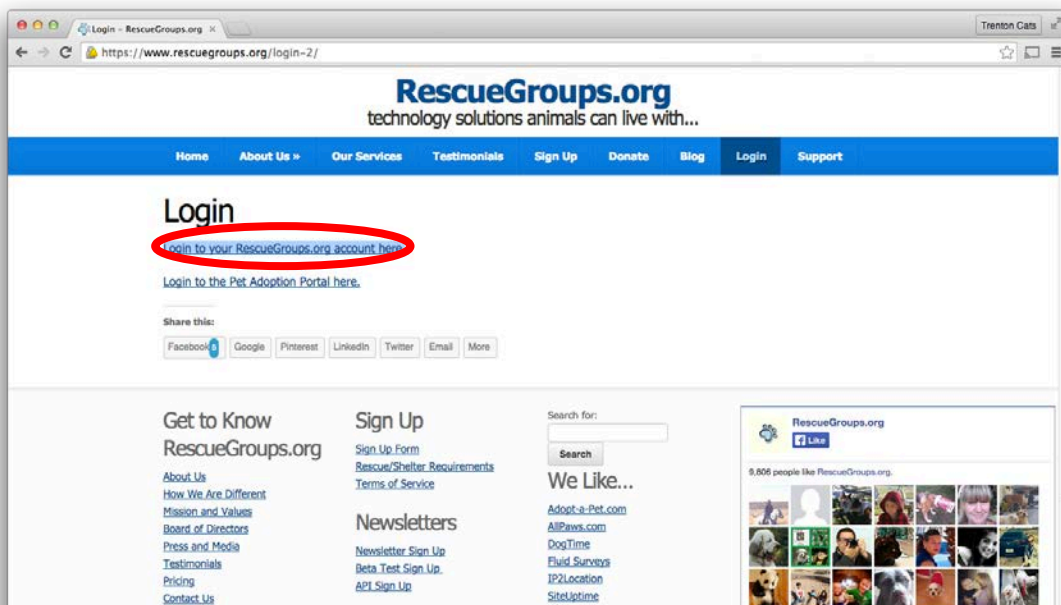 Login - RescueGroups.org
Trenton Cats
https://www.rescuegroups.org/login-2/
RescueGroups.org
technology solutions animals can live with...
Home About Us » Our Services Testimonials Sign Up Donate Blog Login Support
Login
Login to your RescueGroups.org account here.
Login to the Pet Adoption Portal here.
Share this:
Facebook 8 Google Pinterest LinkedIn Twitter Email More
Get to Know
RescueGroups.org
About Us
How We Are Different
Mission and Values
Board of Directors
Press and Media
Testimonials
Pricing
Contact Us
Sign Up
Sign Up Form
Rescue/Shelter Requirements
Terms of Service
Newsletters
Newsletter Sign Up
Beta Test Sign Up
API Sign Up
Search for:
Search
We Like...
Adopt-a-Pet.com
AllPaws.com
DogTime
Fluid Surveys
IP2Location
SiteUptime
RescueGroups.org
Like
9,806 people like RescueGroups.org.